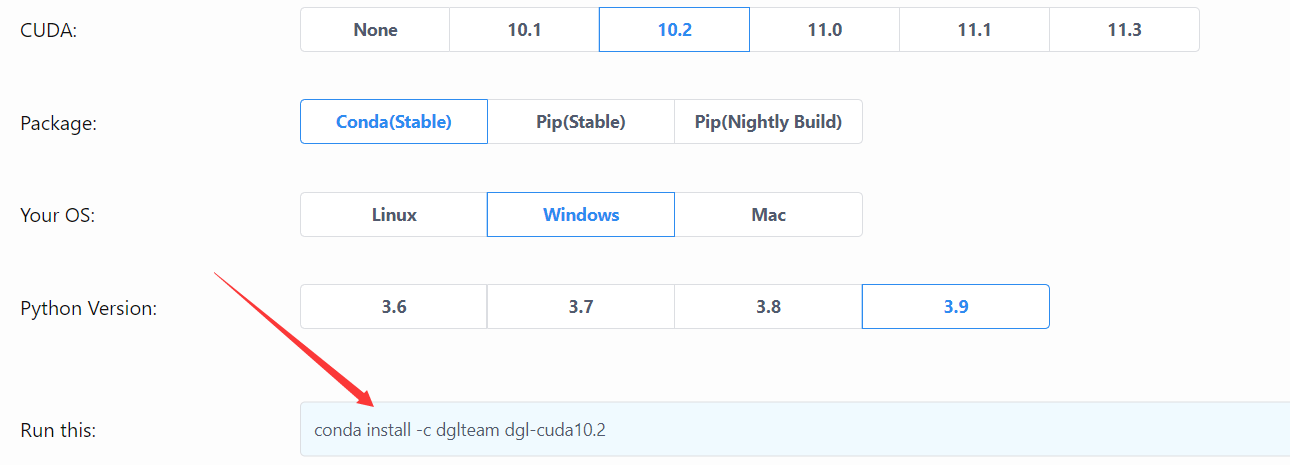 CUDA: None 10.1 10.2 11.0 11.1 11.3
Package: Conda(Stable) Pip(Stable) Pip(Nightly Build)
Your OS: Linux Windows Mac
Python Version: 3.6 3.7 3.8 3.9
Run this: conda install -c dglteam dgl-cuda10.2